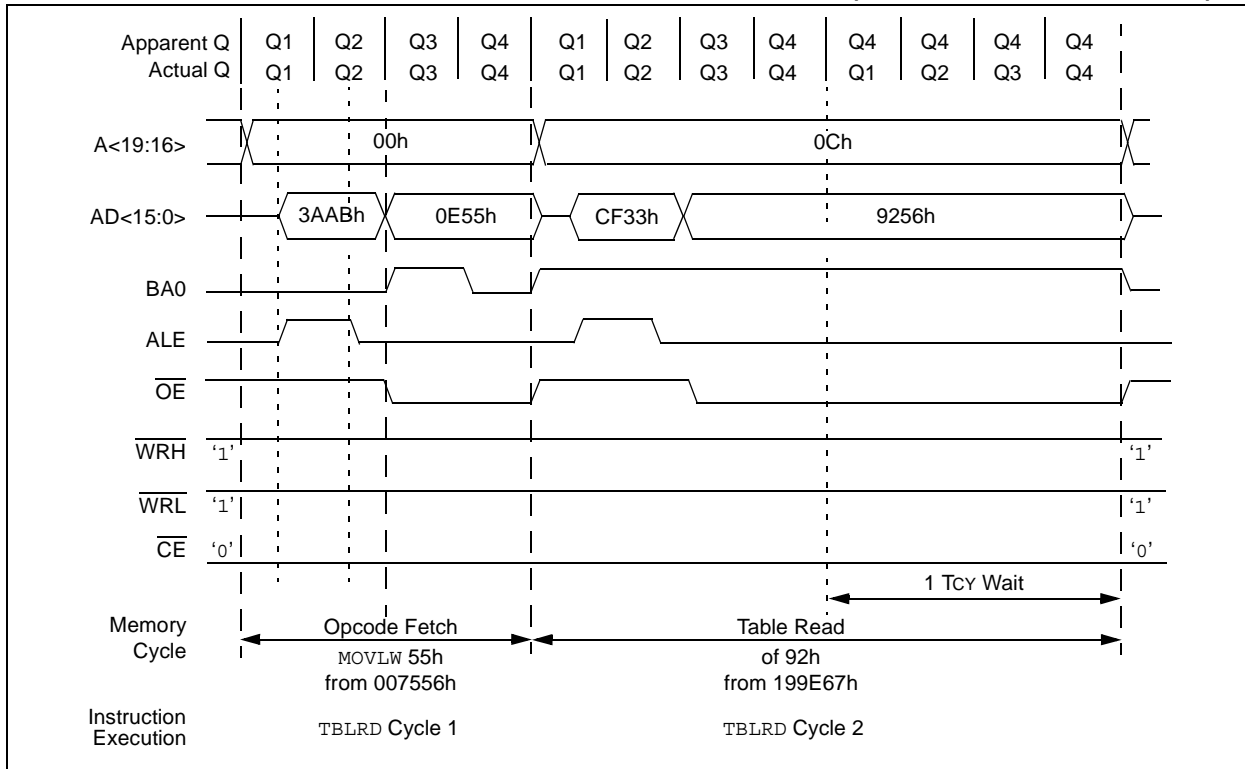 Apparent Q Q1 Q2 Q3 Q4 Q1 Q2 Q3 Q4 Q4 Q4 Q4 Q4
Actual Q Q1 Q2 Q3 Q4 Q1 Q2 Q3 Q4 Q1 Q2 Q3 Q4
A<19:16> 00h 0Ch
AD<15:0> 3AABh 0E55h CF33h 9256h
BA0
ALE
OE
WRH ‘1’ ‘1’
WRL ‘1’ ‘1’
CE ‘0’ ‘0’
1 TCY Wait
Memory Cycle
Opcode Fetch
MOVLW 55h
from 007556h
Table Read
of 92h
from 199E67h
Instruction Execution
TBLRD Cycle 1
TBLRD Cycle 2